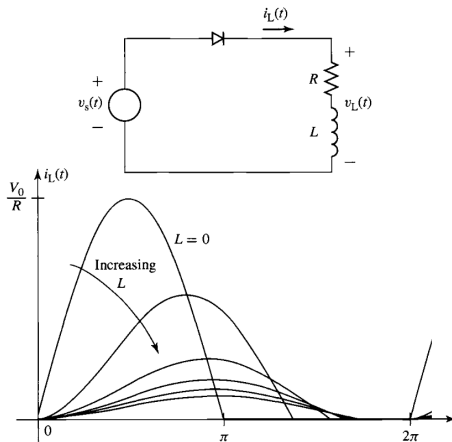 i_L(t)
+
R
+
v_s(t)
v_L(t)
−
L
−
i_L(t)
V_0
R
L = 0
Increasing
L
0
π
2π